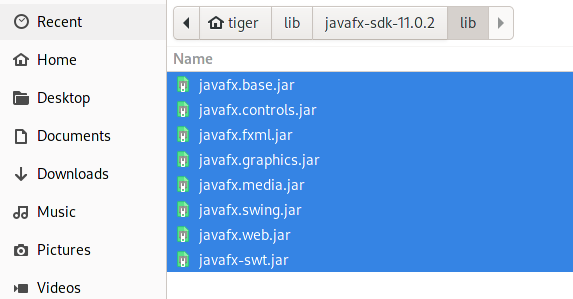 Recent
Home
Desktop
Documents
Downloads
Music
Pictures
Videos
tiger lib javafx-sdk-11.0.2 lib
Name
javafx.base.jar
javafx.controls.jar
javafx.fxml.jar
javafx.graphics.jar
javafx.media.jar
javafx.swing.jar
javafx.web.jar
javafx-swt.jar